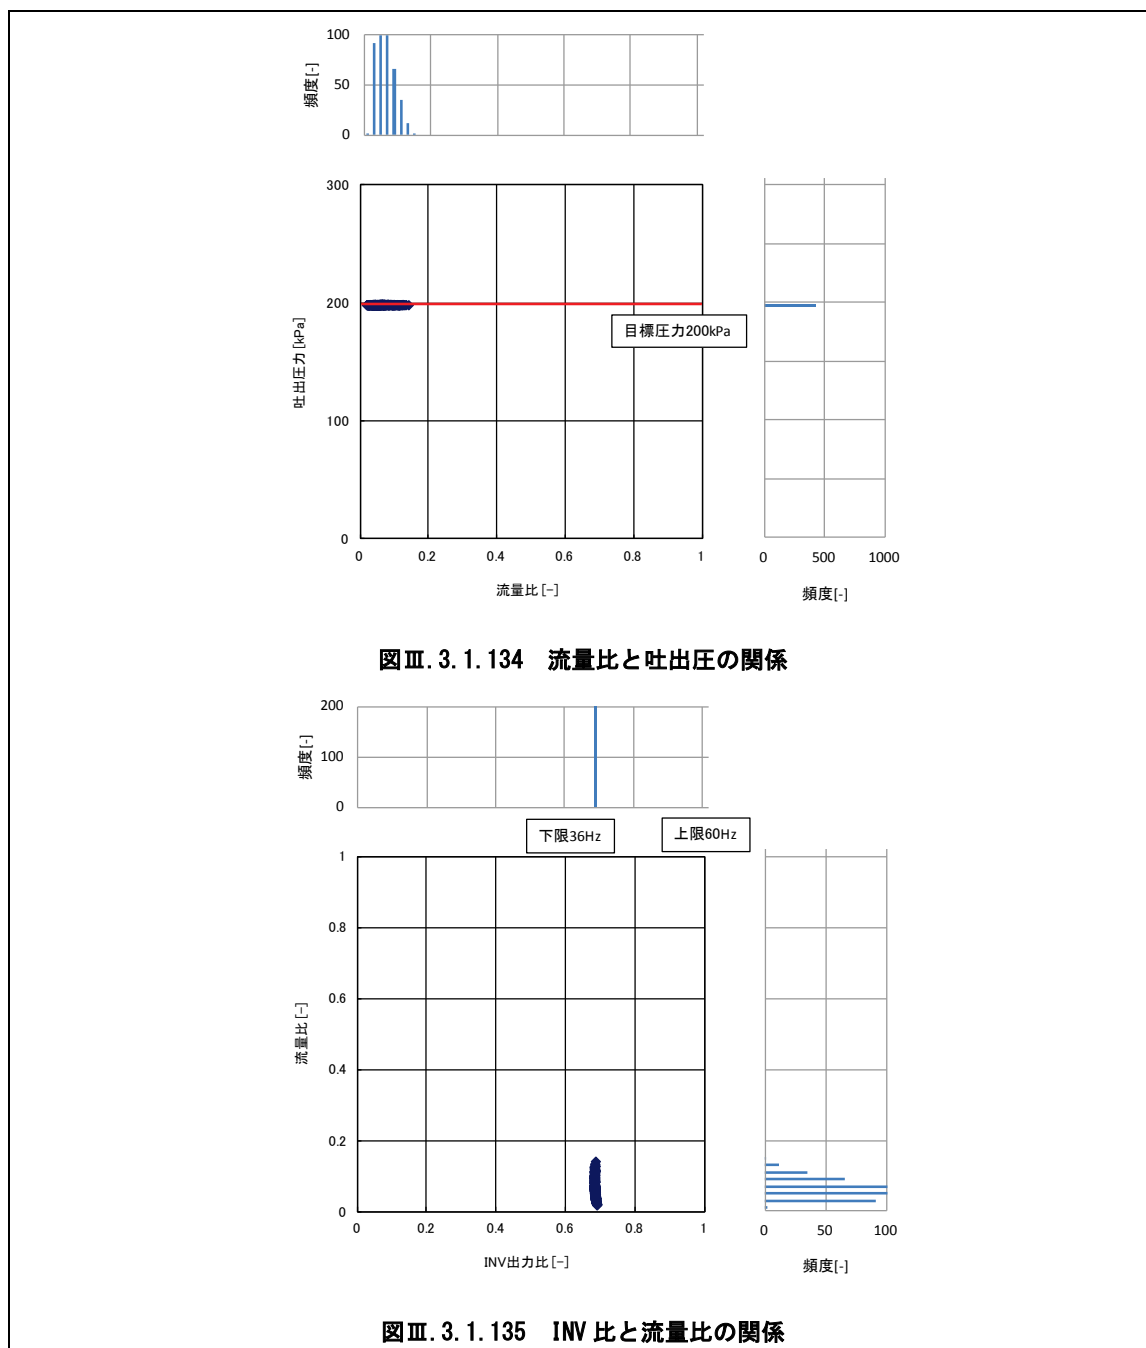 100
50
0
頻度[-]
300
200
100
0
吐出圧力[kPa]
目標圧力200kPa
0 0.2 0.4 0.6 0.8 1
流量比[-]
0 500 1000
頻度[-]
図Ⅲ.3.1.134 流量比と吐出圧の関係
200
100
0
頻度[-]
下限36Hz
上限60Hz
1
0.8
0.6
0.4
0.2
0
流量比[-]
0 0.2 0.4 0.6 0.8 1
INV出力比[-]
0 50 100
頻度[-]
図Ⅲ.3.1.135 INV比と流量比の関係